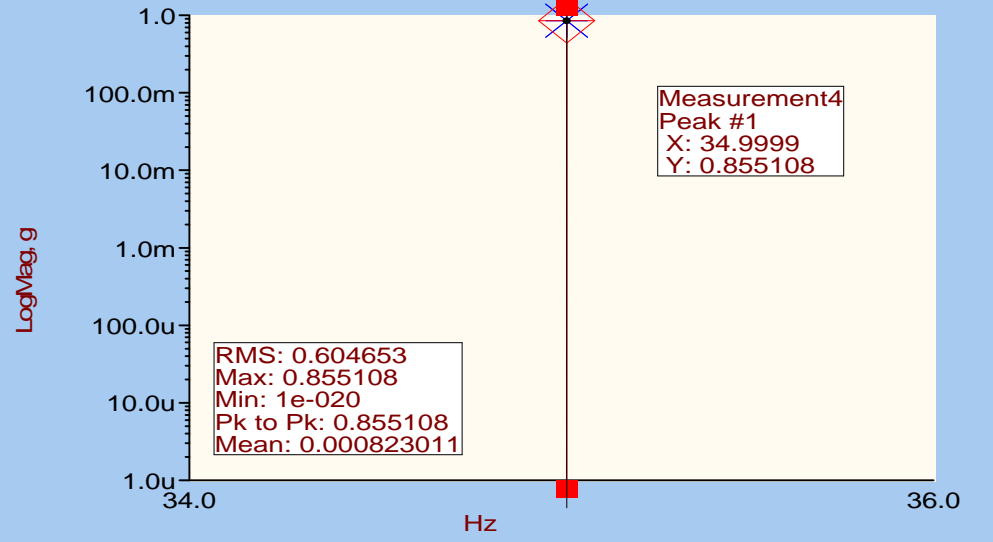 1.0
100.0m
10.0m
1.0m
100.0u
10.0u
1.0u
LogMag, g
Measurement4
Peak #1
X: 34.9999
Y: 0.855108
RMS: 0.604653
Max: 0.855108
Min: 1e-020
Pk to Pk: 0.855108
Mean: 0.000823011
34.0
36.0
Hz